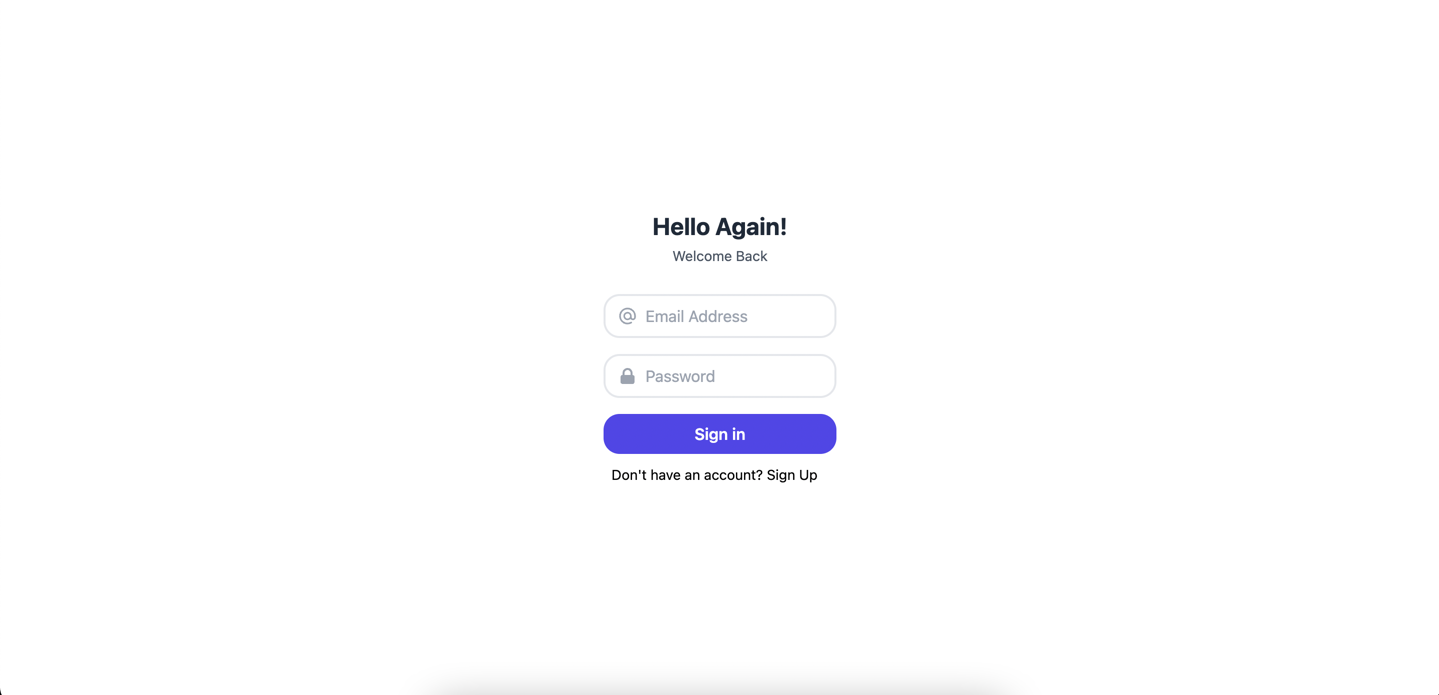 Hello Again!
Welcome Back
Email Address
Password
Sign in
Don't have an account? Sign Up